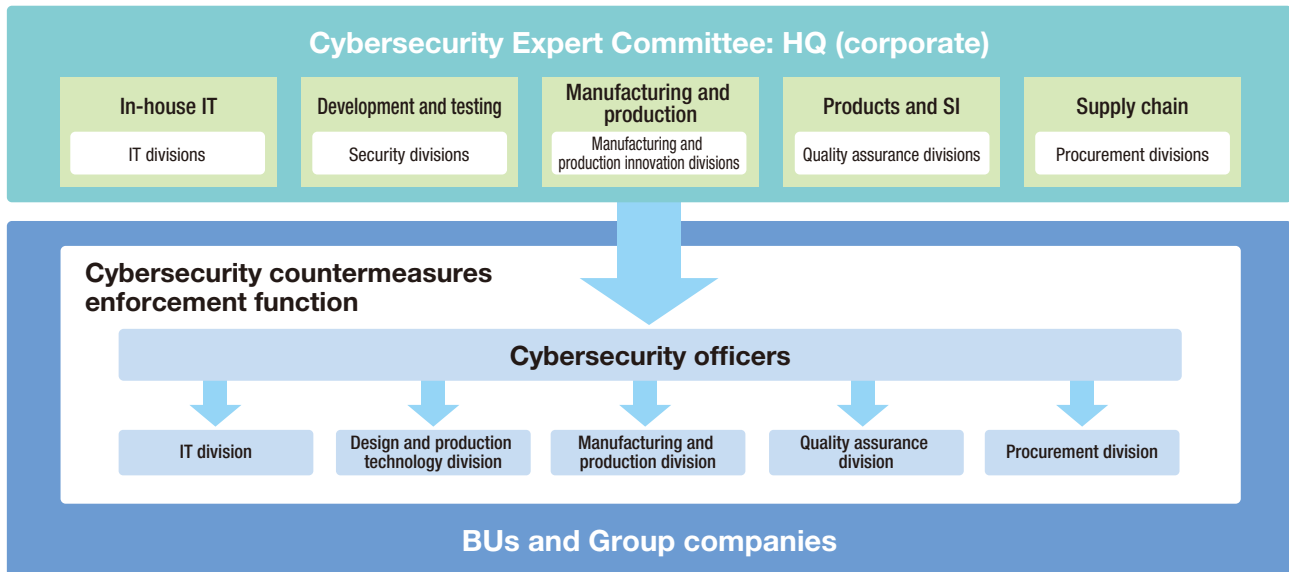 Cybersecurity Expert Committee: HQ (corporate)
In-house IT
IT divisions
Development and testing
Security divisions
Manufacturing and
production
Manufacturing and
production innovation divisions
Products and SI
Quality assurance divisions
Supply chain
Procurement divisions
Cybersecurity countermeasures
enforcement function
Cybersecurity officers
IT division
Design and production
technology division
Manufacturing and
production division
Quality assurance
division
Procurement division
BUs and Group companies